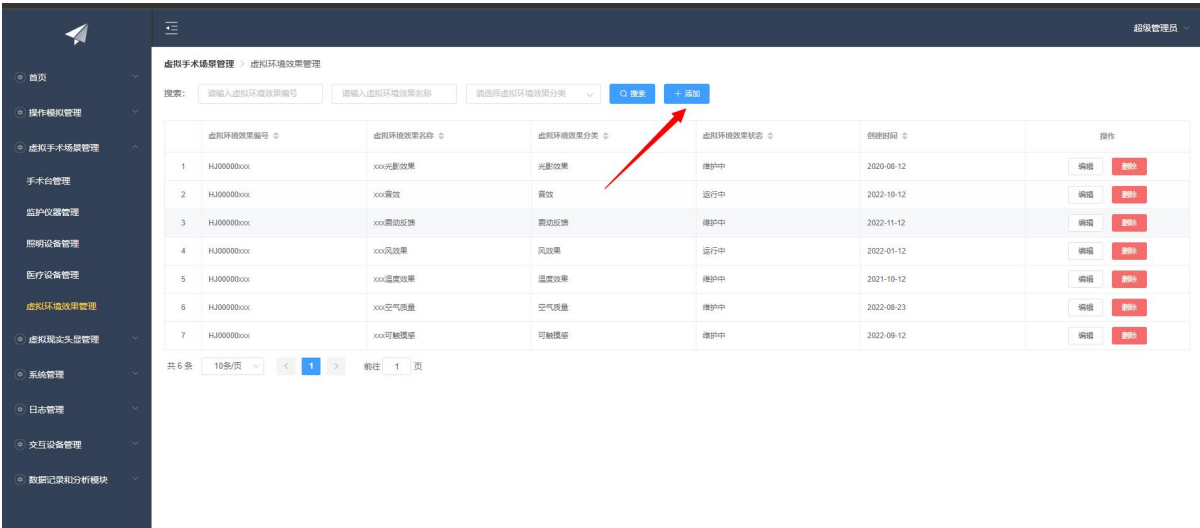 超级管理员
首页
操作模拟管理
虚拟手术场景管理
手术台管理
监护仪器管理
照明设备管理
医疗设备管理
虚拟环境效果管理
虚拟现实头显管理
系统管理
日志管理
交互设备管理
数据记录和分析模块
虚拟手术场景管理 > 虚拟环境效果管理
搜索: 请输入虚拟环境效果编号 请输入虚拟环境效果名称 请选择虚拟环境效果分类 搜索 + 添加
虚拟环境效果编号 虚拟环境效果名称 虚拟环境效果分类 虚拟环境效果状态 创建时间 操作
1 HJ00000xxx xxx光影效果 光影效果 维护中 2020-08-12 编辑 删除
2 HJ00000xxx xxx音效 音效 运行中 2022-10-12 编辑 删除
3 HJ00000xxx xxx震动反馈 震动反馈 维护中 2022-11-12 编辑 删除
4 HJ00000xxx xxx风效果 风效果 运行中 2022-01-12 编辑 删除
5 HJ00000xxx xxx温度效果 温度效果 维护中 2021-10-12 编辑 删除
6 HJ00000xxx xxx空气质量 空气质量 维护中 2022-08-23 编辑 删除
7 HJ00000xxx xxx可触摸感 可触摸感 维护中 2022-09-12 编辑 删除
共 6 条 10条/页 < 1 > 前往 1 页